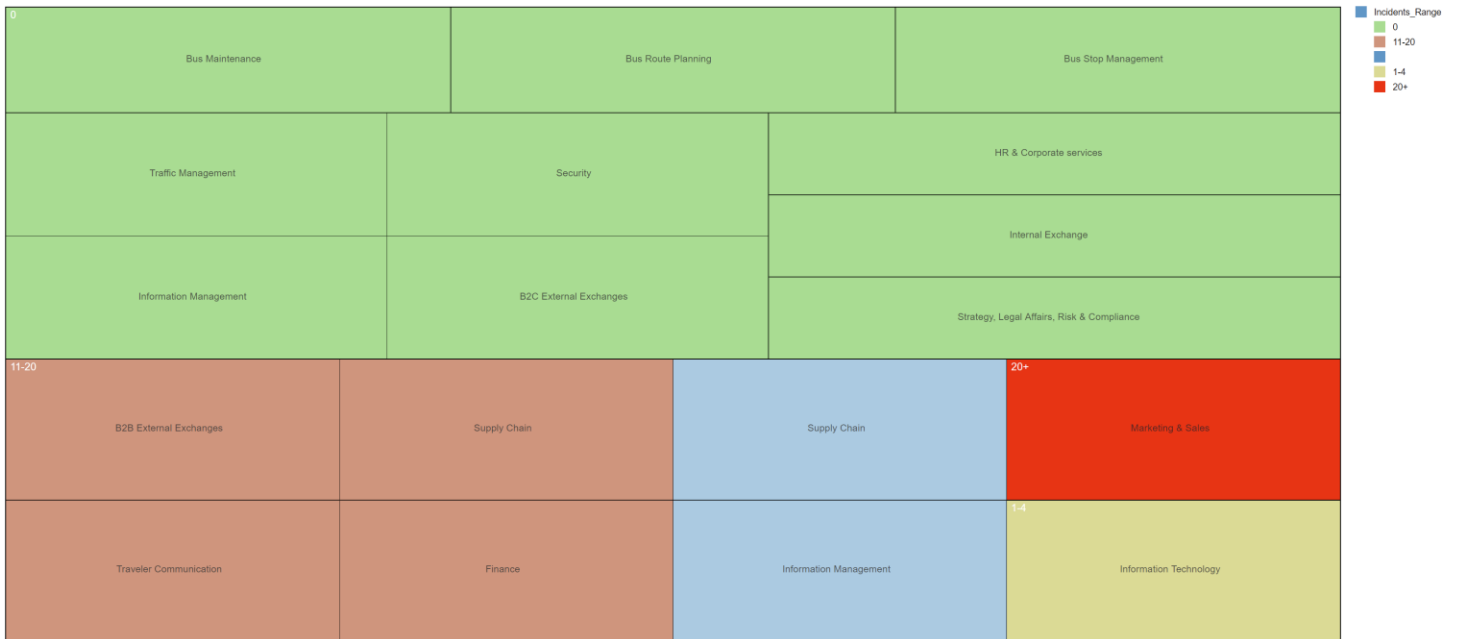 0
Bus Maintenance
Bus Route Planning
Bus Stop Management
Traffic Management
Security
HR & Corporate services
Internal Exchange
Information Management
B2C External Exchanges
Strategy, Legal Affairs, Risk & Compliance
11-20
B2B External Exchanges
Supply Chain
Supply Chain
20+
Marketing & Sales
Traveler Communication
Finance
Information Management
1-4
Information Technology
Incidents_Range
0
11-20
1-4
20+